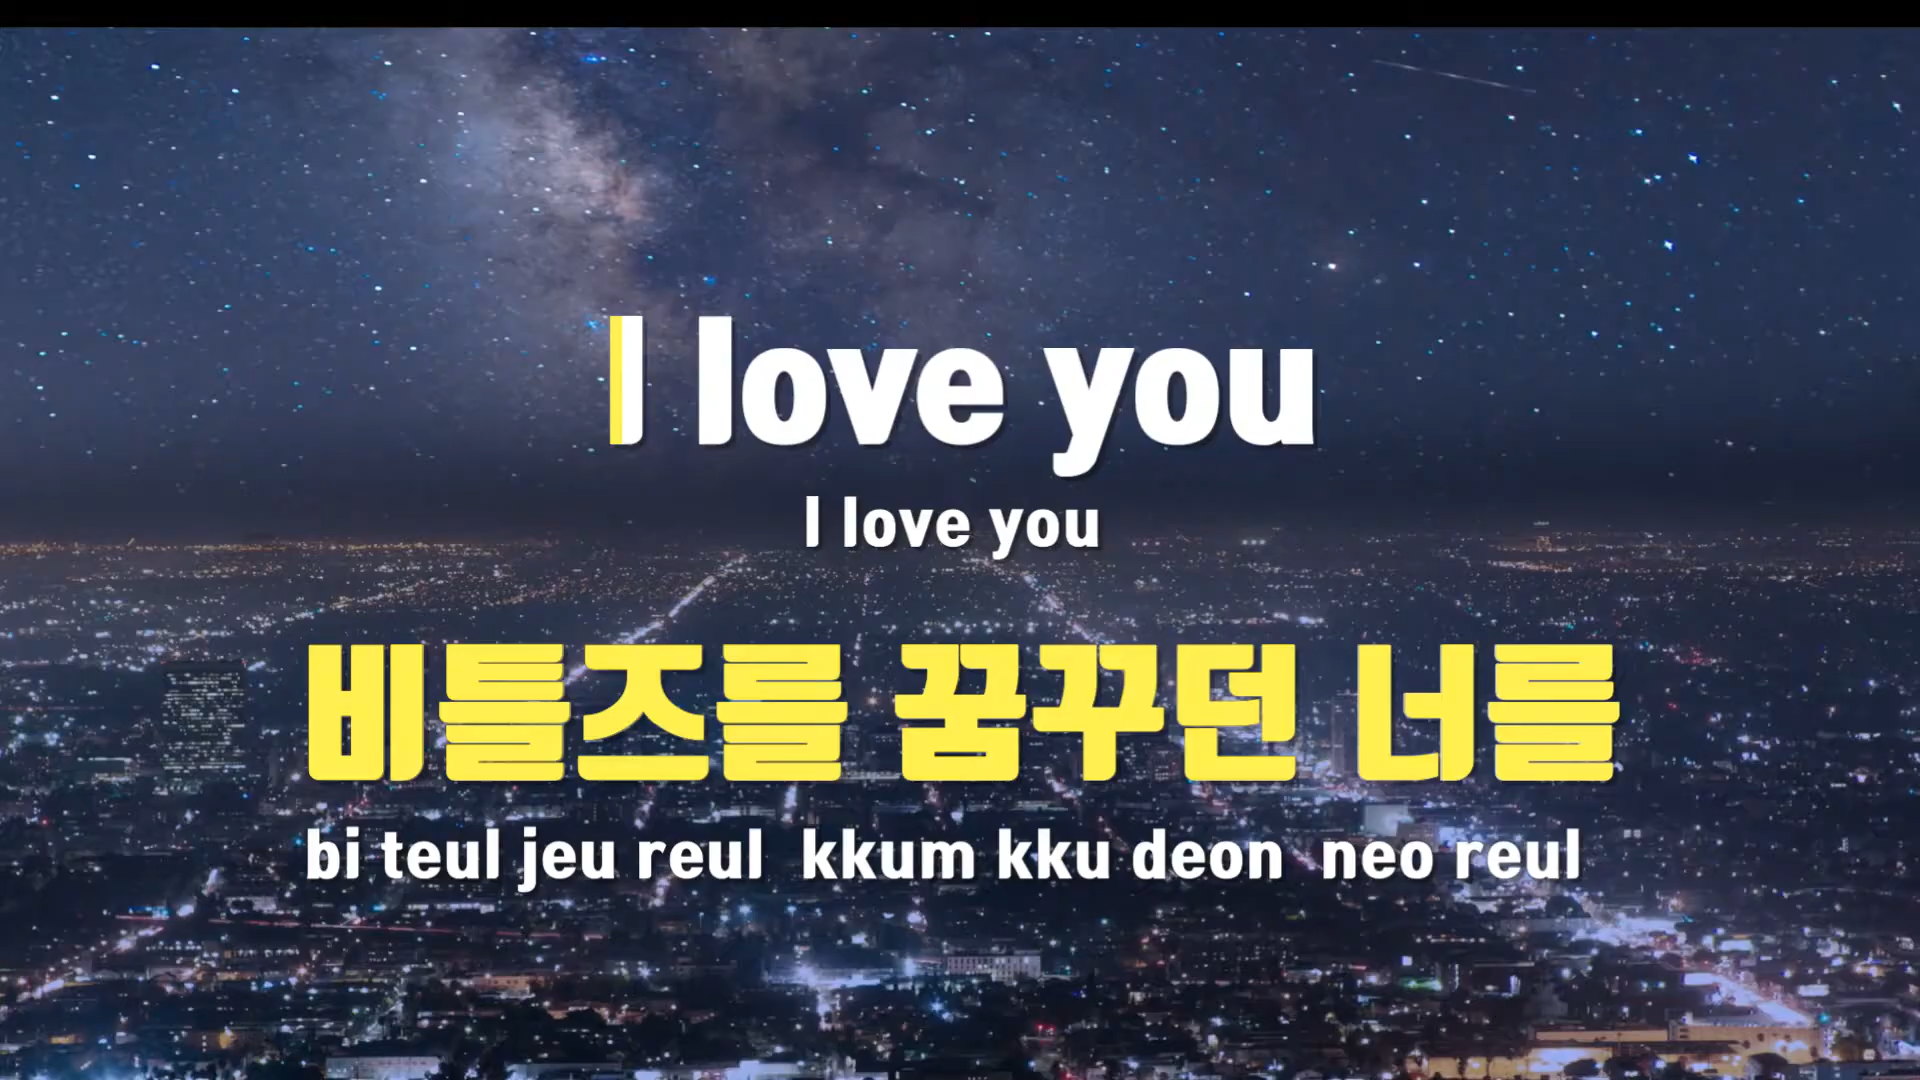 I love you
I love you
비틀즈를 꿈꾸던 너를
bi teul jeu reul kkum kku deon neo reul